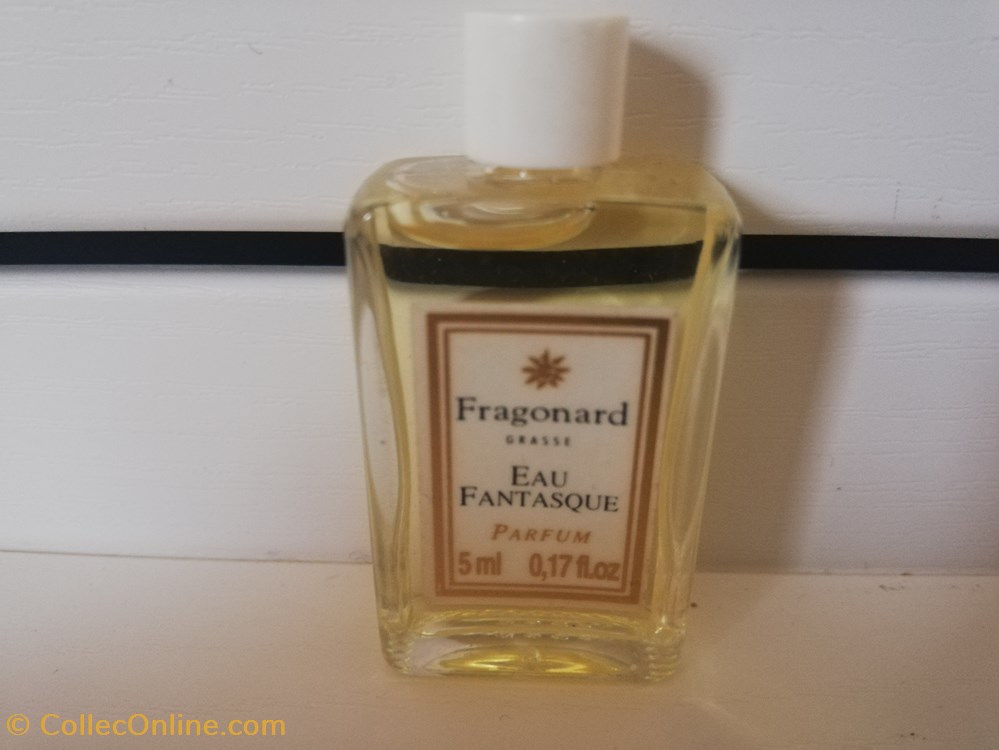 Fragonard
GRASSE
EAU
FANTASQUE
PARFUM
5 ml 0,17 fl.oz
© CollecOnline.com